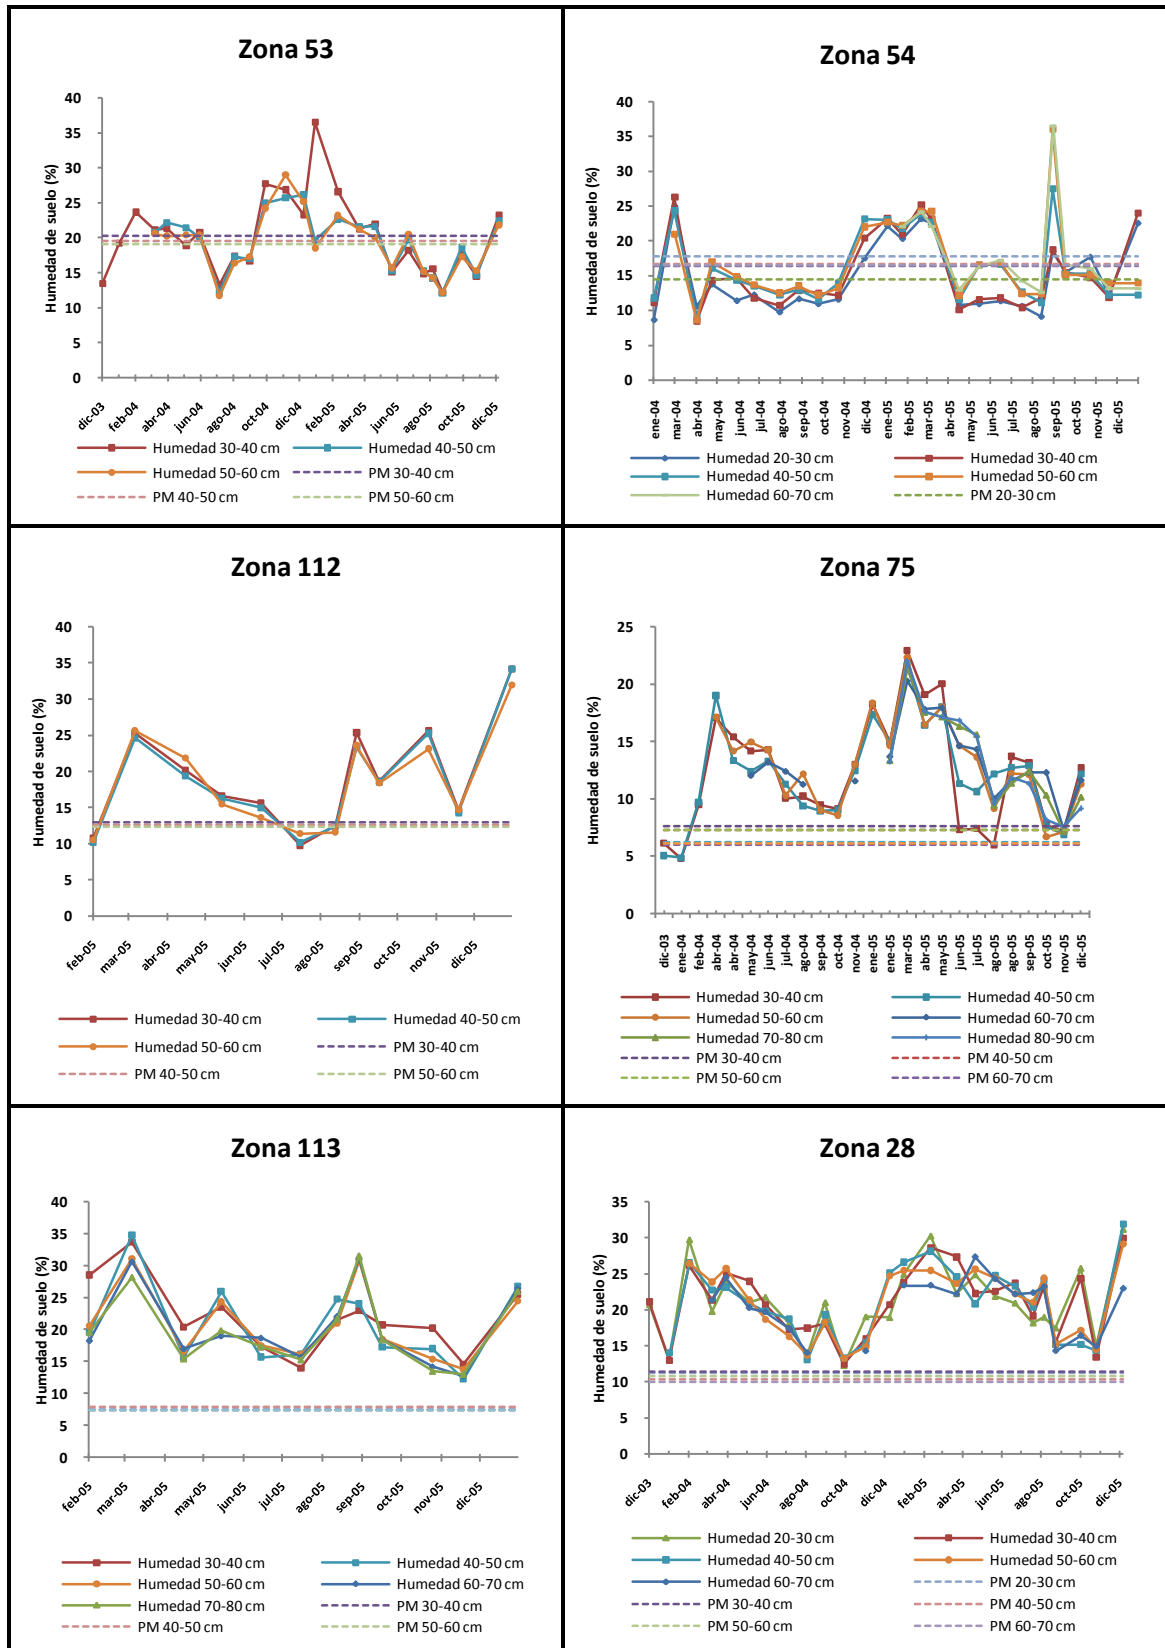 Zona 53
Humedad de suelo (%)
40
35
30
25
20
15
10
5
0
dic-03 feb-04 abr-04 jun-04 ago-04 oct-04 dic-04 feb-05 abr-05 jun-05 ago-05 oct-05 dic-05
Humedad 30-40 cm Humedad 40-50 cm
Humedad 50-60 cm PM 30-40 cm
PM 40-50 cm PM 50-60 cm
Zona 54
Humedad de suelo (%)
40
35
30
25
20
15
10
5
0
ene-04 mar-04 abr-04 may-04 jun-04 jul-04 ago-04 sep-04 oct-04 nov-04 dic-04 ene-05 feb-05 mar-05 abr-05 may-05 jun-05 jul-05 ago-05 sep-05 oct-05 nov-05 dic-05
Humedad 20-30 cm Humedad 30-40 cm
Humedad 40-50 cm Humedad 50-60 cm
Humedad 60-70 cm PM 20-30 cm
Zona 112
Humedad de suelo (%)
40
35
30
25
20
15
10
5
0
feb-05 mar-05 abr-05 may-05 jun-05 jul-05 ago-05 sep-05 oct-05 nov-05 dic-05
Humedad 30-40 cm Humedad 40-50 cm
Humedad 50-60 cm PM 30-40 cm
PM 40-50 cm PM 50-60 cm
Zona 75
Humedad de suelo (%)
25
20
15
10
5
0
dic-03 ene-04 feb-04 abr-04 abr-04 may-04 jun-04 jul-04 ago-04 sep-04 oct-04 nov-04 ene-05 ene-05 mar-05 abr-05 may-05 jun-05 jul-05 ago-05 ago-05 sep-05 oct-05 nov-05 dic-05
Humedad 30-40 cm Humedad 40-50 cm
Humedad 50-60 cm Humedad 60-70 cm
Humedad 70-80 cm Humedad 80-90 cm
PM 30-40 cm PM 40-50 cm
PM 50-60 cm PM 60-70 cm
Zona 113
Humedad de suelo (%)
40
35
30
25
20
15
10
5
0
feb-05 mar-05 abr-05 may-05 jun-05 jul-05 ago-05 sep-05 oct-05 nov-05 dic-05
Humedad 30-40 cm Humedad 40-50 cm
Humedad 50-60 cm Humedad 60-70 cm
Humedad 70-80 cm PM 30-40 cm
PM 40-50 cm PM 50-60 cm
Zona 28
Humedad de suelo (%)
35
30
25
20
15
10
5
0
dic-03 feb-04 abr-04 jun-04 ago-04 oct-04 dic-04 feb-05 abr-05 jun-05 ago-05 oct-05 dic-05
Humedad 20-30 cm Humedad 30-40 cm
Humedad 40-50 cm Humedad 50-60 cm
Humedad 60-70 cm PM 20-30 cm
PM 30-40 cm PM 40-50 cm
PM 50-60 cm PM 60-70 cm